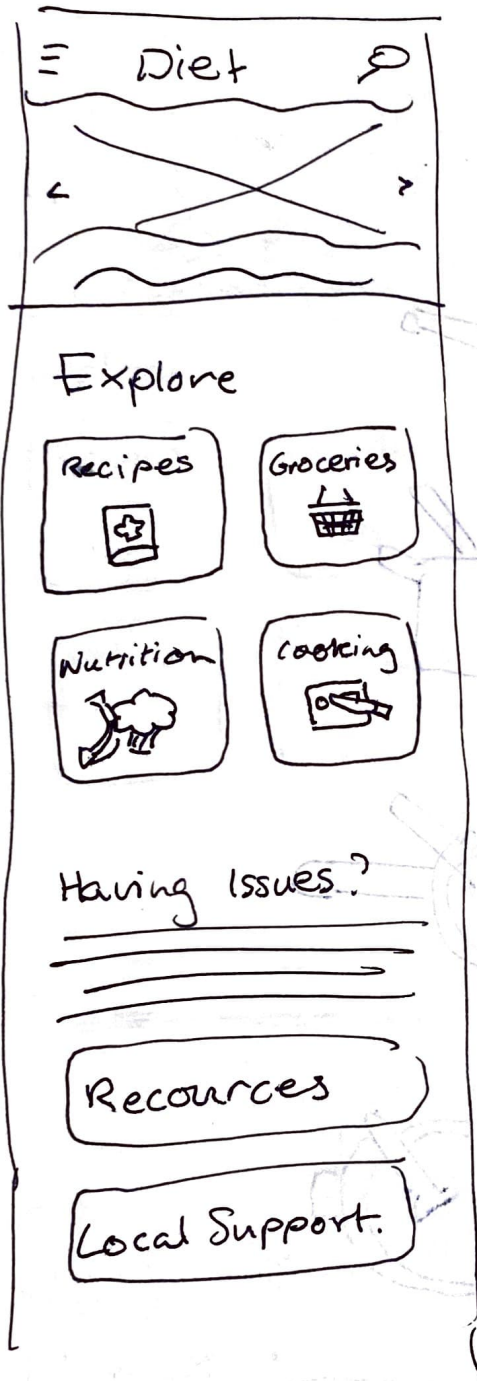 Diet
< >
Explore
Recipes Groceries
Nutrition Cooking
Having Issues?
Recources
Local Support.